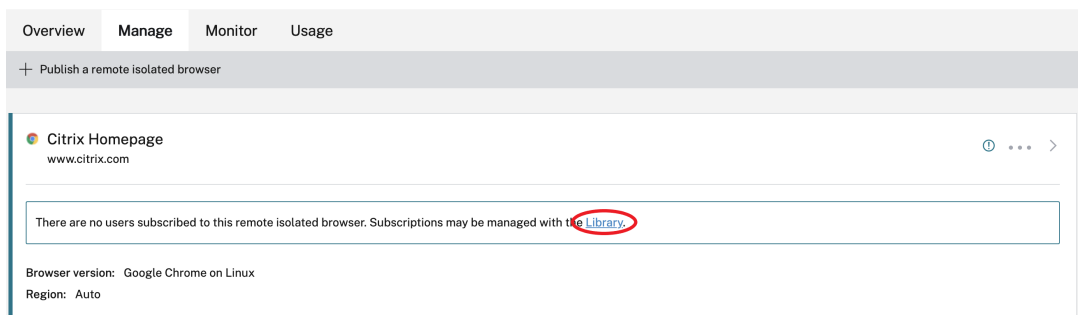 Overview Manage Monitor Usage
+ Publish a remote isolated browser
Citrix Homepage
www.citrix.com
There are no users subscribed to this remote isolated browser. Subscriptions may be managed with the Library.
Browser version: Google Chrome on Linux
Region: Auto